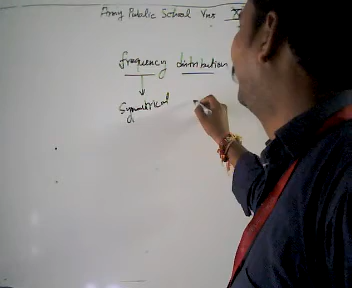 Army Public School Vns
frequency distribution
Symmetrical